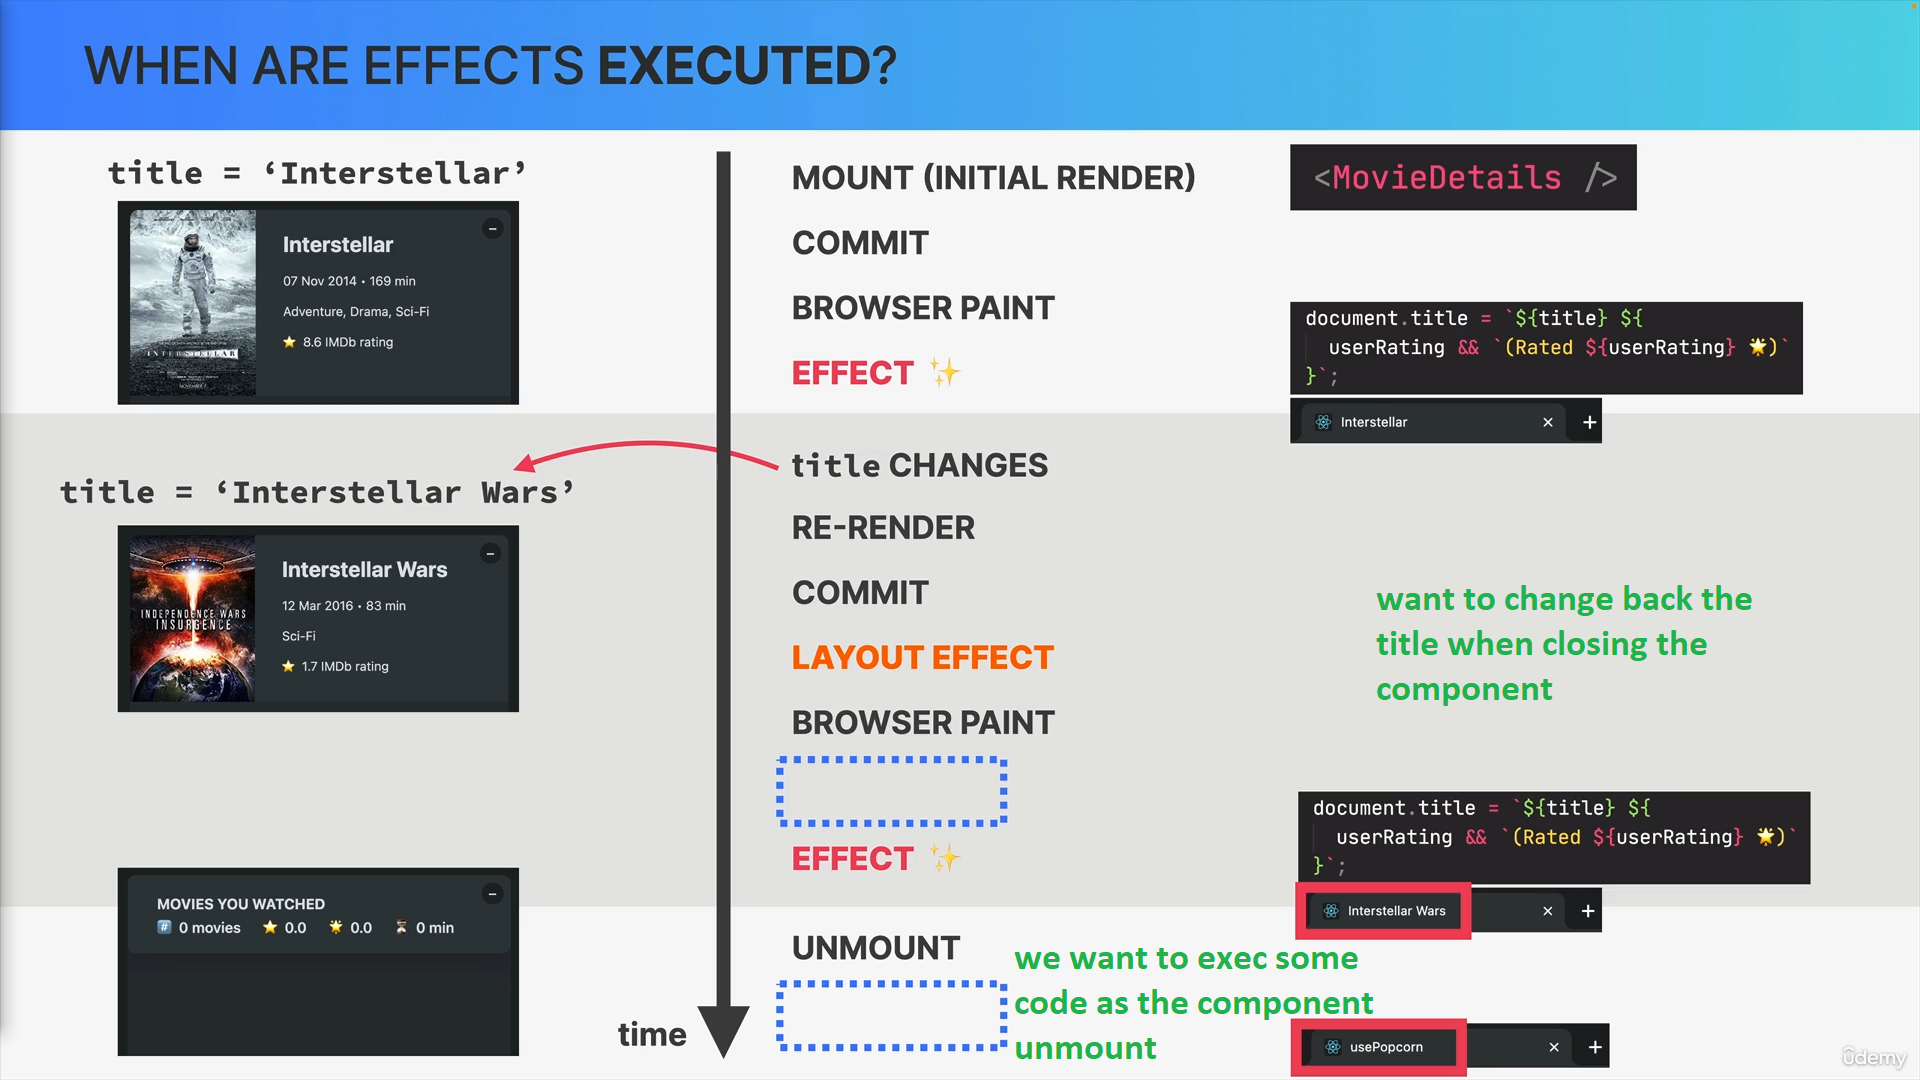 WHEN ARE EFFECTS EXECUTED?
title = ‘Interstellar’
Interstellar
07 Nov 2014 • 169 min
Adventure, Drama, Sci-Fi
⭐ 8.6 IMDb rating
INTERSTELLAR
MOUNT (INITIAL RENDER)
COMMIT
BROWSER PAINT
EFFECT ✨
<MovieDetails />
document.title = `${title} ${
userRating && `(Rated ${userRating} 🌟)`
}`;
Interstellar
title CHANGES
title = ‘Interstellar Wars’
Interstellar Wars
12 Mar 2016 • 83 min
Sci-Fi
⭐ 1.7 IMDb rating
INDEPENDENCE WARS
INSURGENCE
RE-RENDER
COMMIT
LAYOUT EFFECT
BROWSER PAINT
EFFECT ✨
want to change back the
title when closing the
component
document.title = `${title} ${
userRating && `(Rated ${userRating} 🌟)`
}`;
Interstellar Wars
MOVIES YOU WATCHED
#️⃣ 0 movies ⭐ 0.0 🌟 0.0 ⏳ 0 min
UNMOUNT
we want to exec some
code as the component
unmount
time
usePopcorn
ûdemy